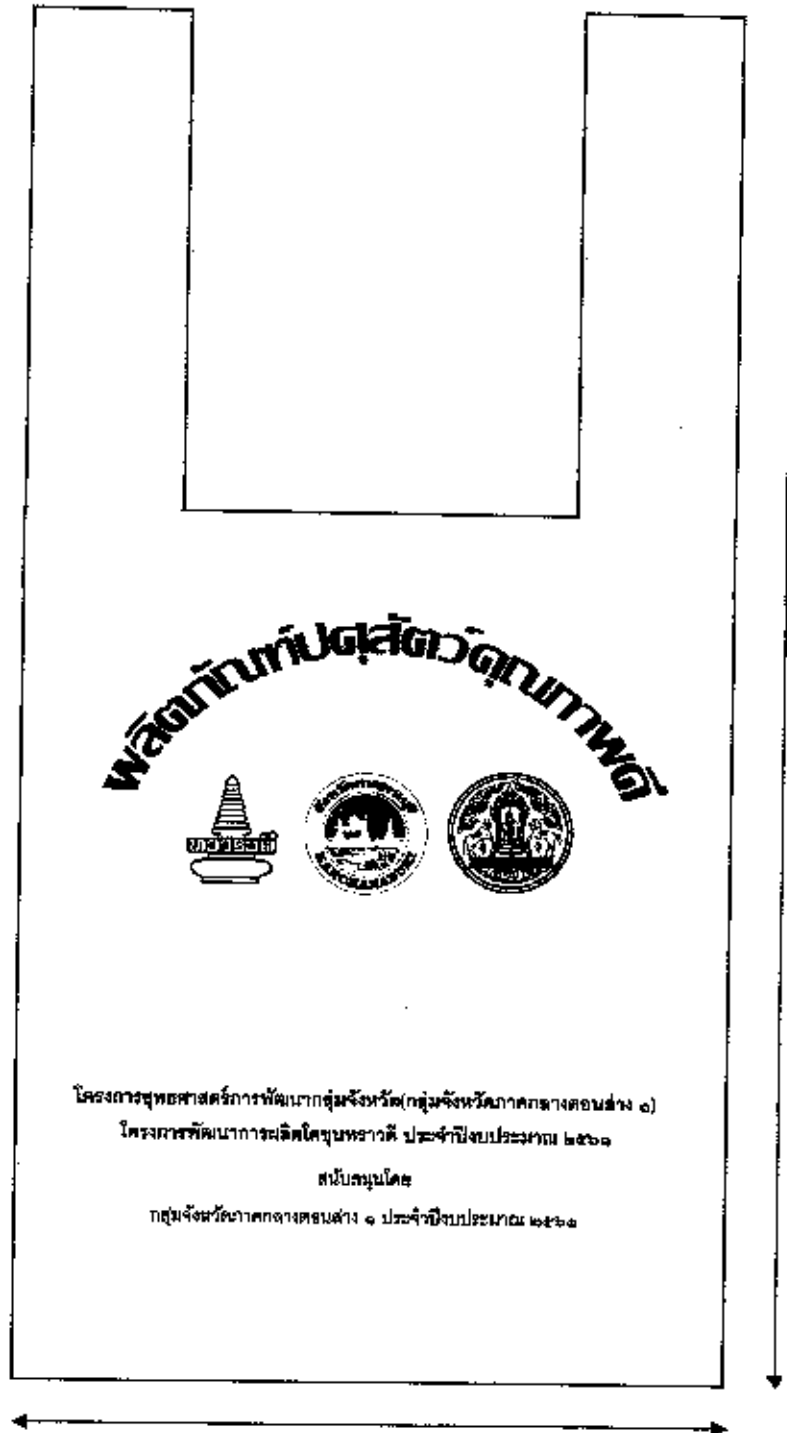 ผลิตภัณฑ์ปศุสัตว์คุณภาพดี
KANCHANABURI
โครงการยุทธศาสตร์การพัฒนากลุ่มจังหวัด(กลุ่มจังหวัดภาคกลางตอนล่าง ๑)
โครงการพัฒนาการผลิตโคขุนทราวดี ประจำปีงบประมาณ ๒๕๖๑
สนับสนุนโดย
กลุ่มจังหวัดภาคกลางตอนล่าง ๑ ประจำปีงบประมาณ ๒๕๖๑